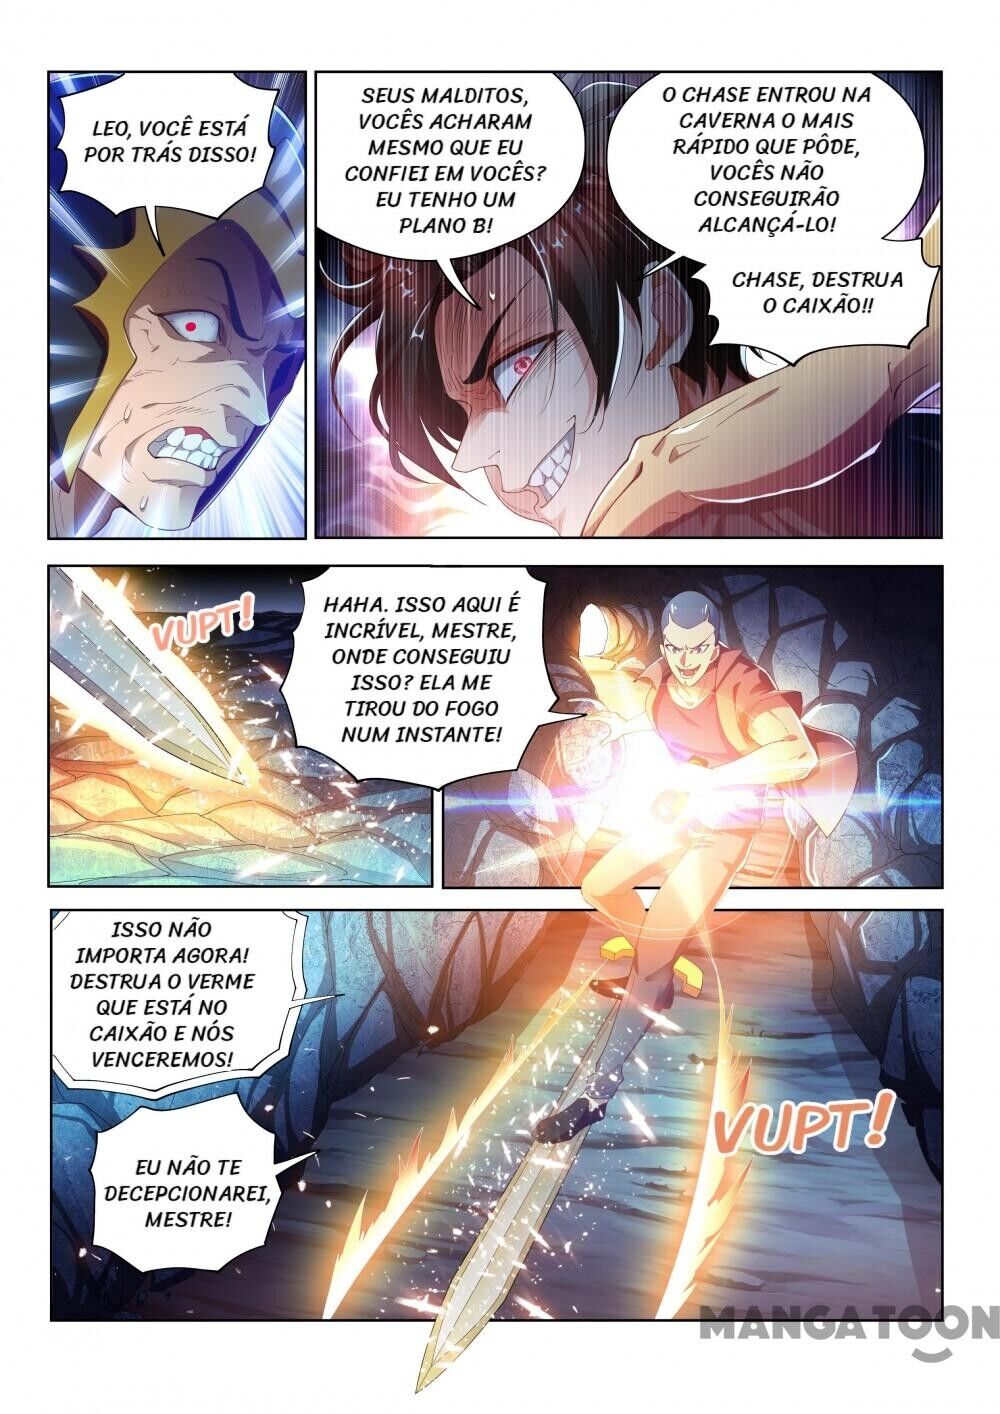 LEO, VOCÊ ESTÁ
POR TRÁS DISSO!
SEUS MALDITOS,
VOCÊS ACHARAM
MESMO QUE EU
CONFIEI EM VOCÊS?
EU TENHO UM
PLANO B!
O CHASE ENTROU NA
CAVERNA O MAIS
RÁPIDO QUE PÔDE,
VOCÊS NÃO
CONSEGUIRÃO
ALCANÇÁ-LO!
CHASE, DESTRUA
O CAIXÃO!!
VUPT!
HAHA. ISSO AQUI É
INCRÍVEL, MESTRE,
ONDE CONSEGUIU
ISSO? ELA ME
TIROU DO FOGO
NUM INSTANTE!
ISSO NÃO
IMPORTA AGORA!
DESTRUA O VERME
QUE ESTÁ NO
CAIXÃO E NÓS
VENCEREMOS!
VUPT!
EU NÃO TE
DECEPCIONAREI,
MESTRE!
MANGATOON